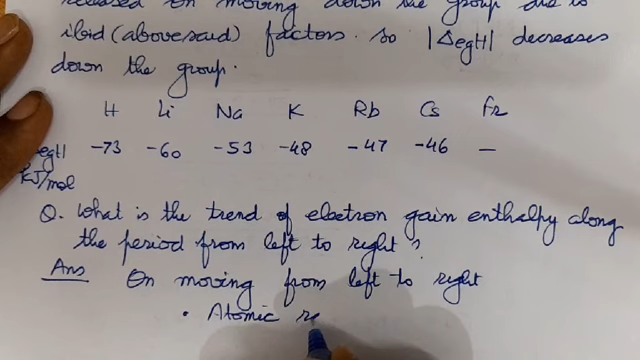 released on moving down the group due to
ibid (abovesaid) factors. so |ΔegH| decreases
down the group.
H Li Na K Rb Cs Fr
egH -73 -60 -53 -48 -47 -46 —
kJ/mol
Q. What is the trend of electron gain enthalpy along
the period from left to right?
Ans On moving from left to right
• Atomic re